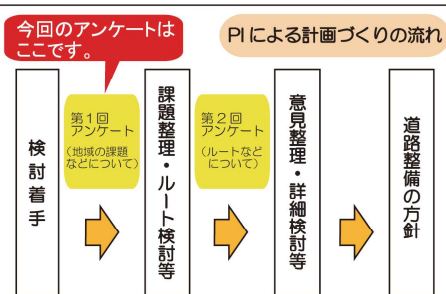 今回のアンケートは
ここです。
PIによる計画づくりの流れ
検討着手
第1回
アンケート
(地域の課題
などについて)
課題整理・ルート検討等
第2回
アンケート
(ルートなど
について)
意見整理・詳細検討等
道路整備の方針